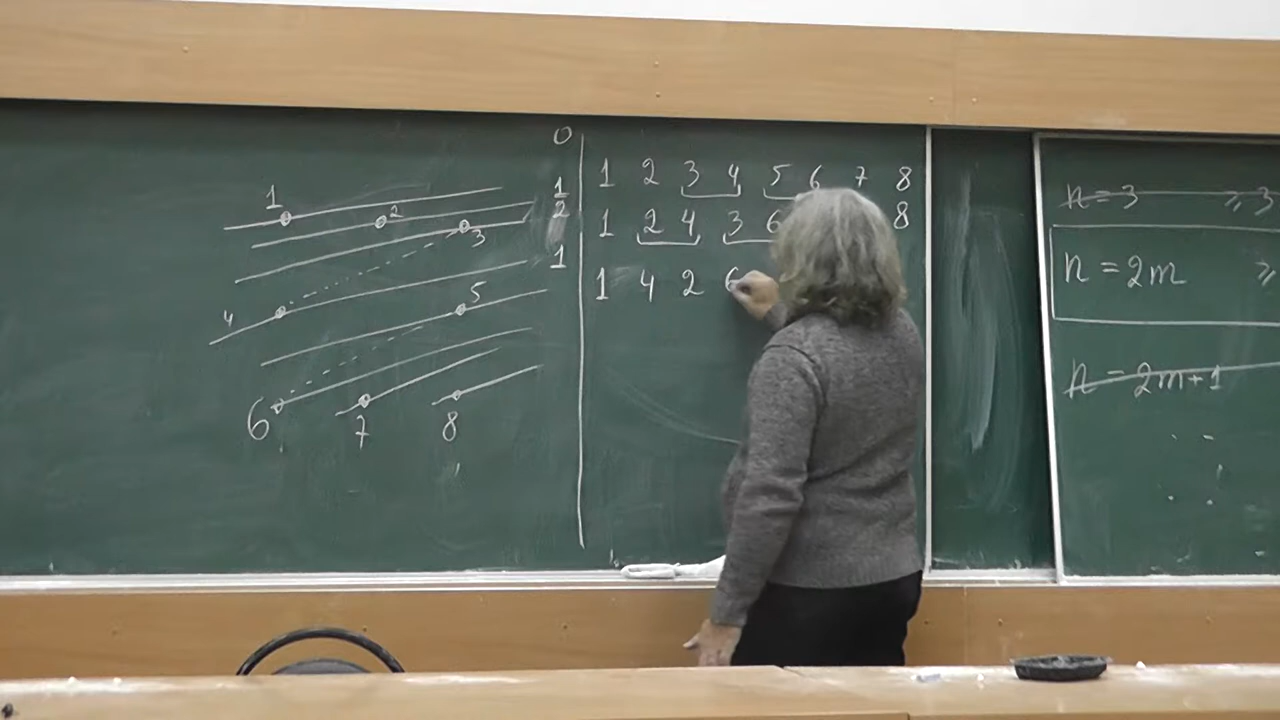 1
2
3
4
5
6
7
8
0
1 2 3 4 5 6 7 8
1/2
1 2 4 3 6 8
1
1 4 2 6
n = 3 ⩾ 3
n = 2m ⩾
n = 2m + 1